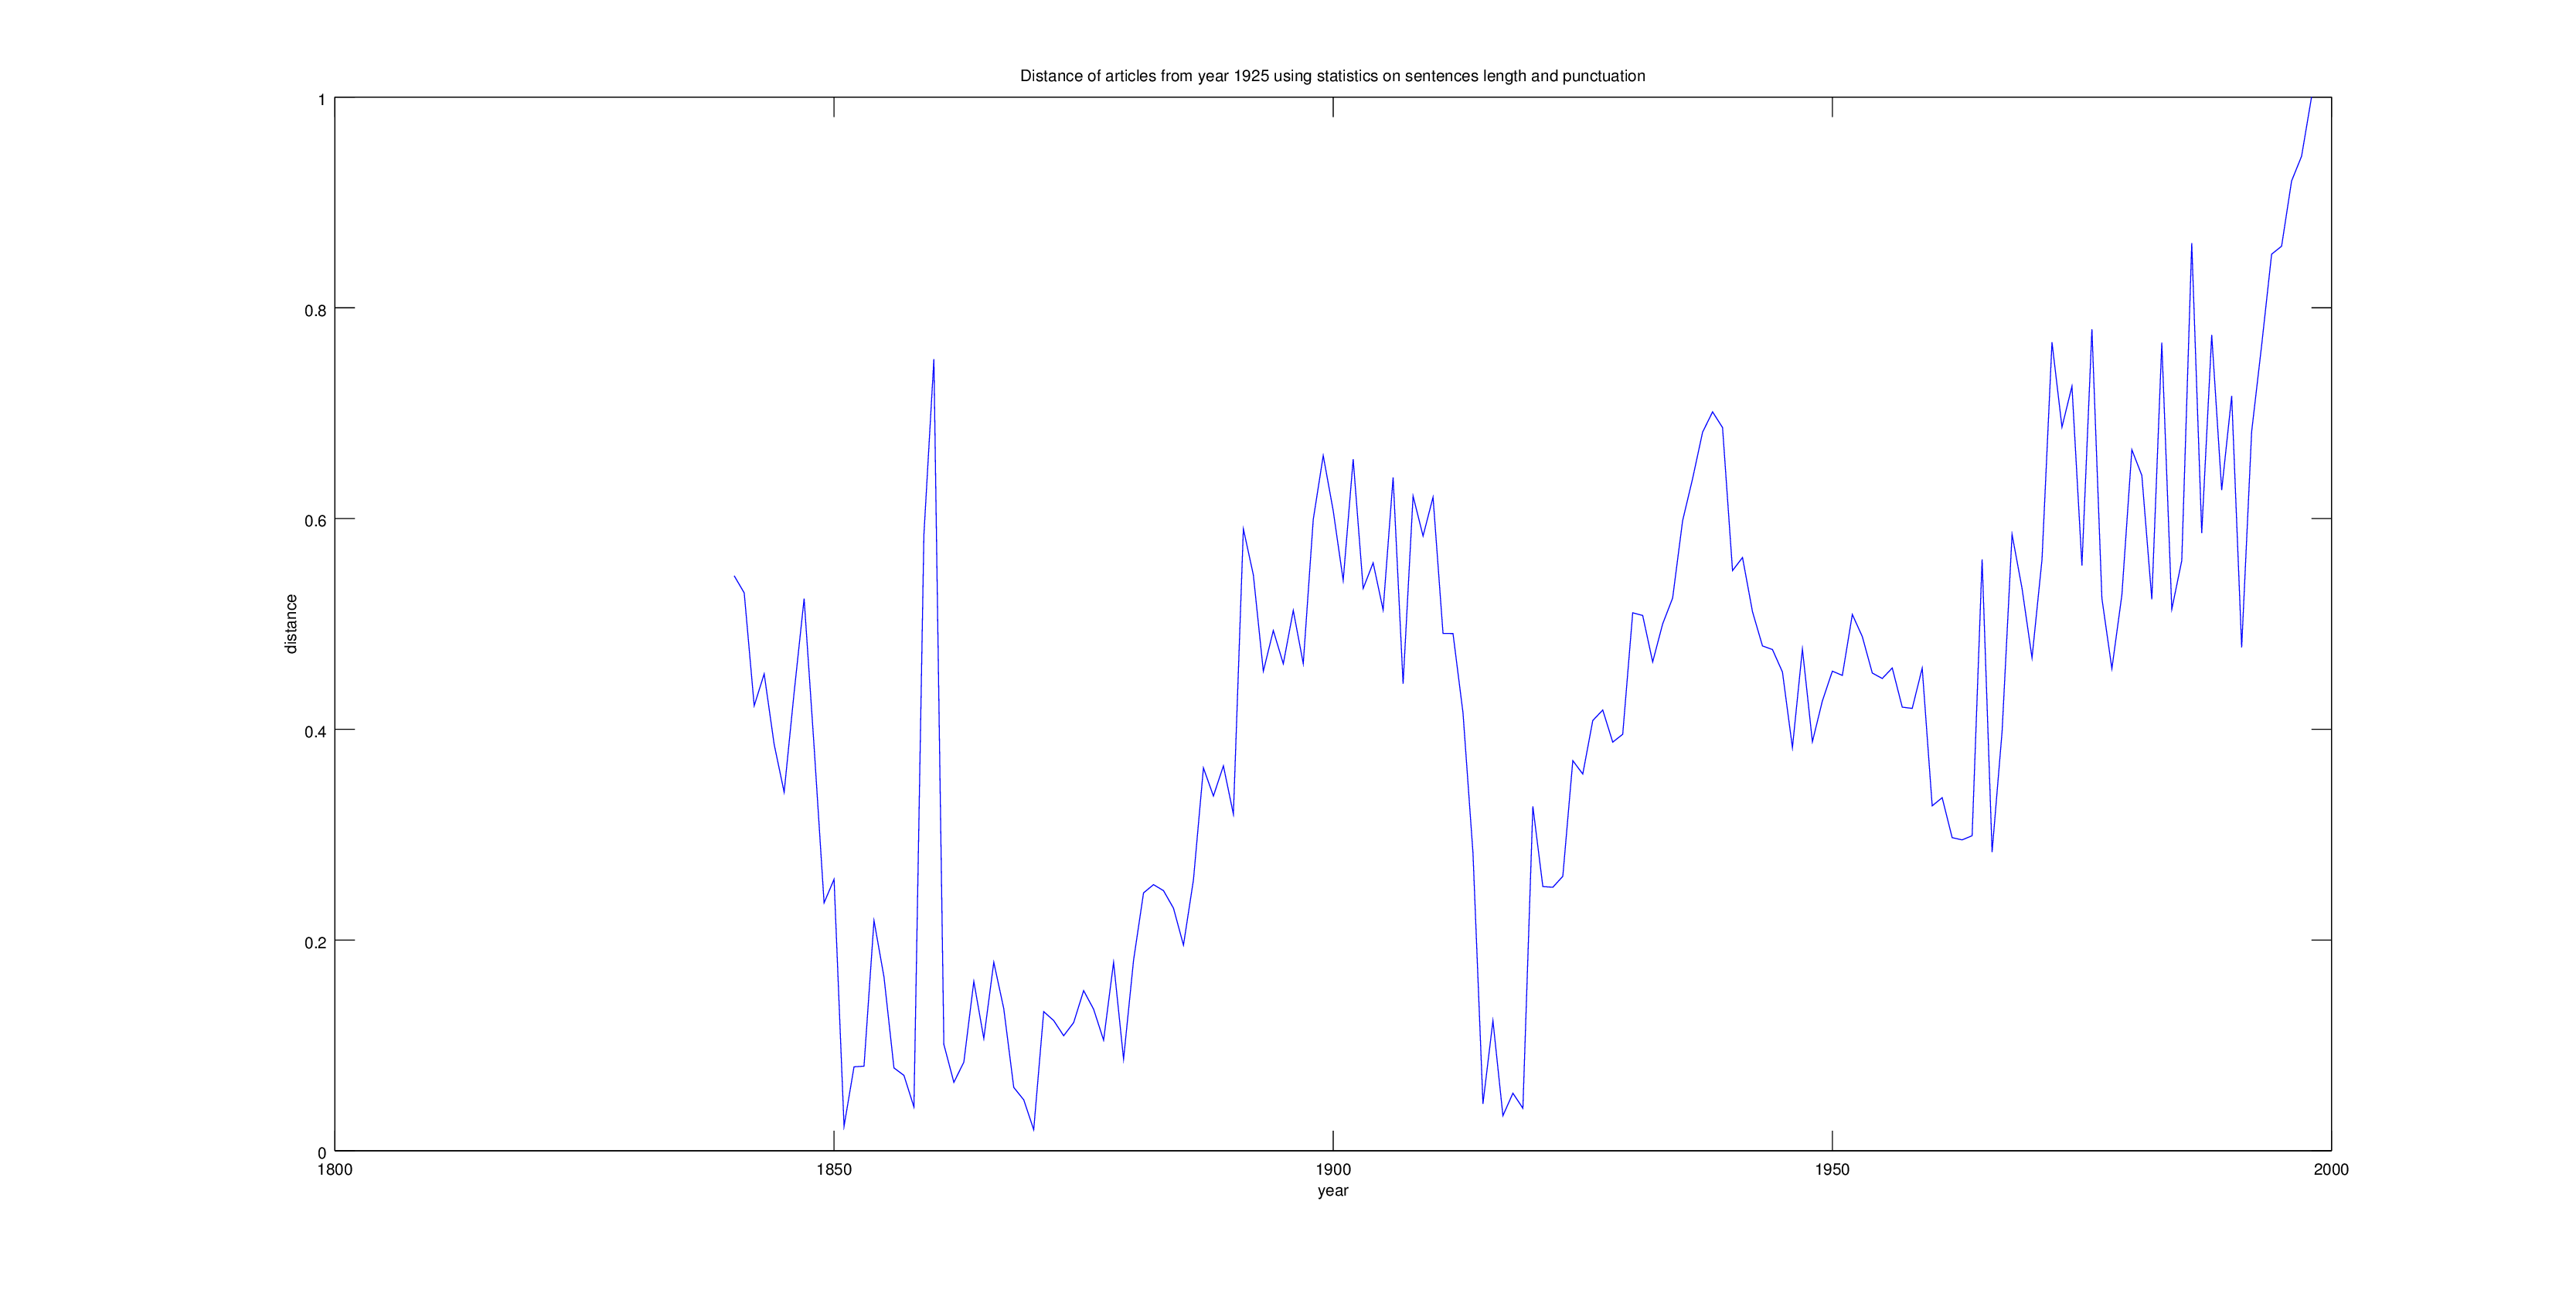 Distance of articles from year 1925 using statistics on sentences length and punctuation
1
0.8
0.6
distance
0.4
0.2
0
1800 1850 1900 1950 2000
year